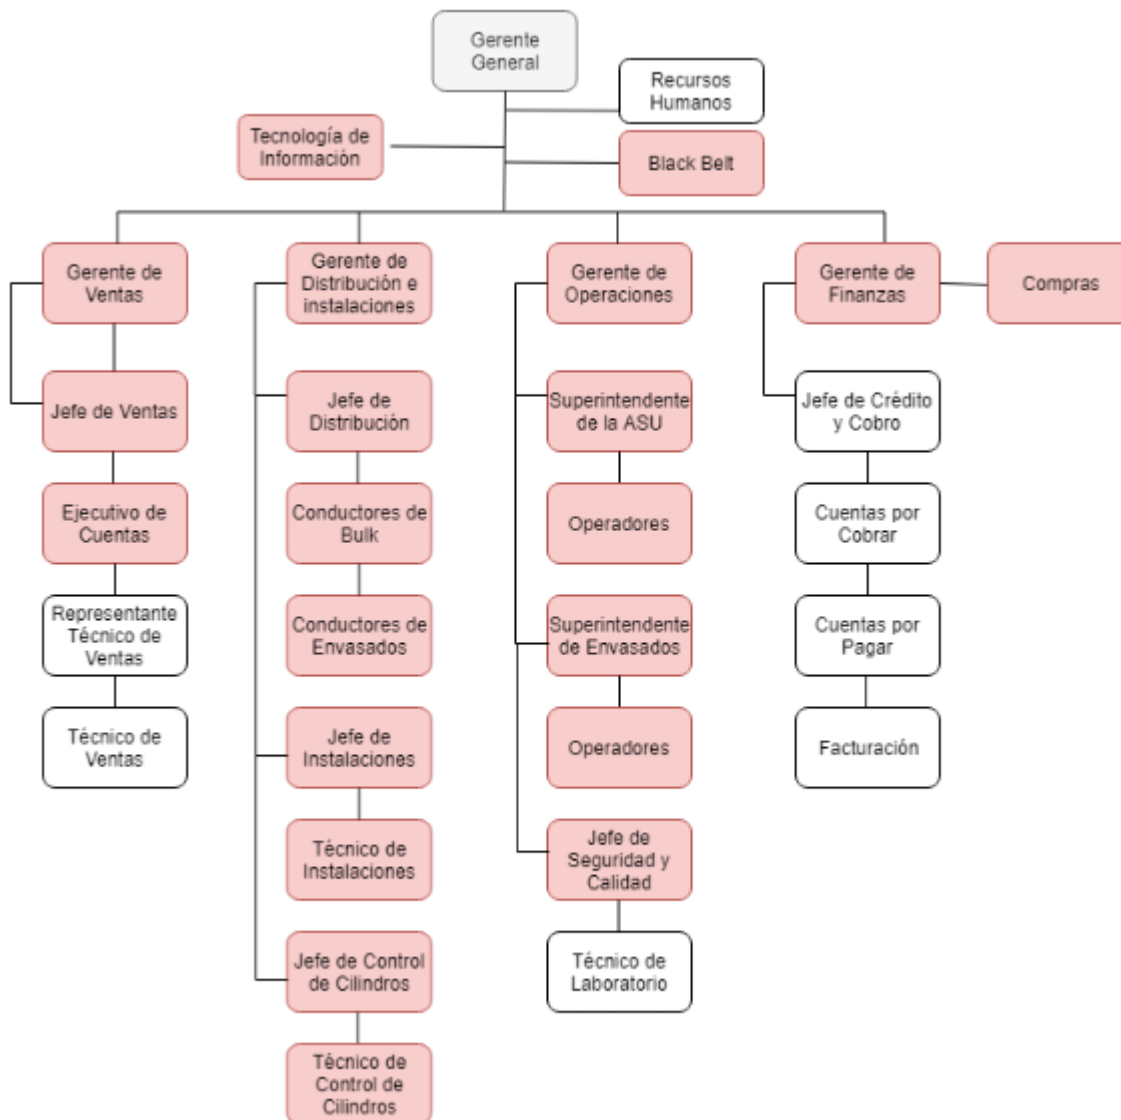 Gerente
General
Recursos
Humanos
Tecnología de
Información
Black Belt
Gerente de
Ventas
Jefe de Ventas
Ejecutivo de
Cuentas
Representante
Técnico de
Ventas
Técnico de
Ventas
Gerente de
Distribución e
instalaciones
Jefe de
Distribución
Conductores de
Bulk
Conductores de
Envasados
Jefe de
Instalaciones
Técnico de
Instalaciones
Jefe de Control
de Cilindros
Técnico de
Control de
Cilindros
Gerente de
Operaciones
Superintendente
de la ASU
Operadores
Superintendente
de Envasados
Operadores
Jefe de
Seguridad y
Calidad
Técnico de
Laboratorio
Gerente de
Finanzas
Compras
Jefe de Crédito
y Cobro
Cuentas por
Cobrar
Cuentas por
Pagar
Facturación